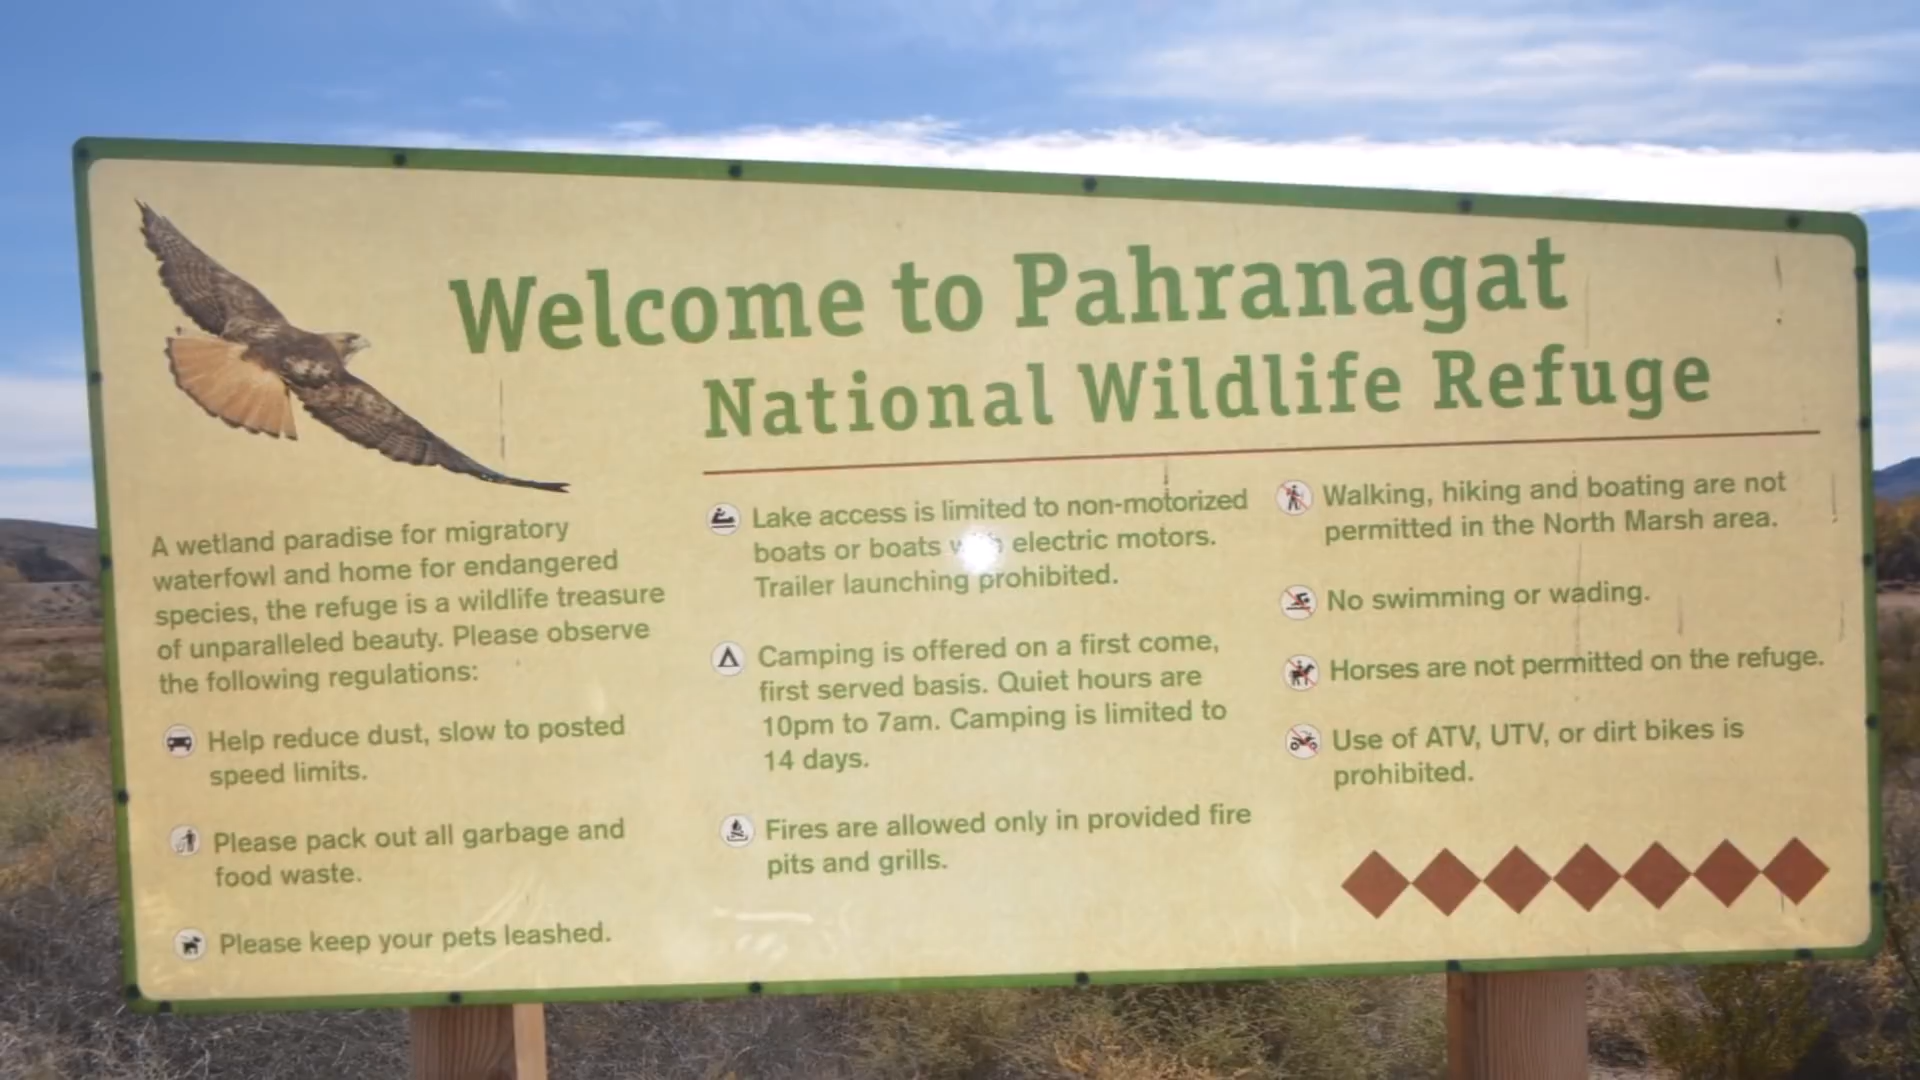 Welcome to Pahranagat
National Wildlife Refuge
A wetland paradise for migratory
waterfowl and home for endangered
species, the refuge is a wildlife treasure
of unparalleled beauty. Please observe
the following regulations:
Help reduce dust, slow to posted
speed limits.
Please pack out all garbage and
food waste.
Please keep your pets leashed.
Lake access is limited to non-motorized
boats or boats with electric motors.
Trailer launching prohibited.
Camping is offered on a first come,
first served basis. Quiet hours are
10pm to 7am. Camping is limited to
14 days.
Fires are allowed only in provided fire
pits and grills.
Walking, hiking and boating are not
permitted in the North Marsh area.
No swimming or wading.
Horses are not permitted on the refuge.
Use of ATV, UTV, or dirt bikes is
prohibited.